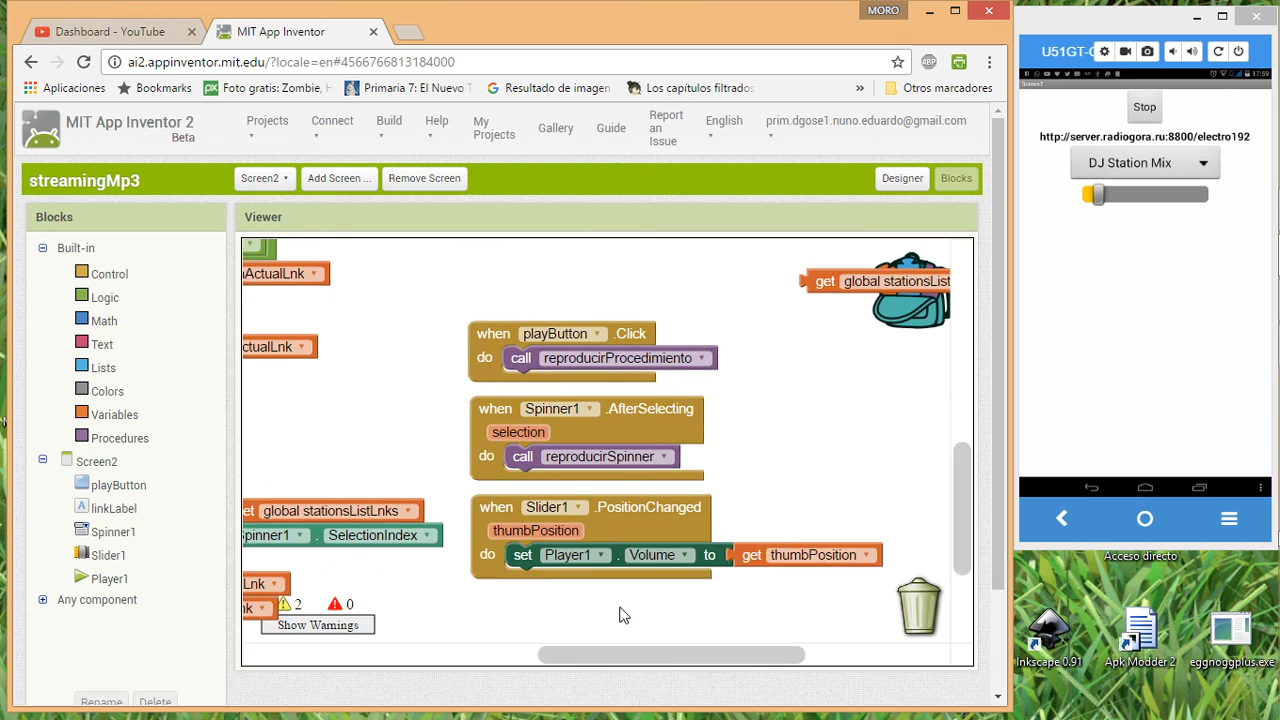 MORO
Dashboard - YouTube
MIT App Inventor
ai2.appinventor.mit.edu/?locale=en#4566766813184000
ABP
Aplicaciones
Bookmarks
Foto gratis: Zombie,
Primaria 7: El Nuevo
Resultado de imagen
Los capítulos filtrados
»
Otros marcadores
MIT App Inventor 2
Beta
Projects
Connect
Build
Help
My Projects
Gallery
Guide
Report an Issue
English
prim.dgose1.nuno.eduardo@gmail.com
streamingMp3
Screen2
Add Screen ...
Remove Screen
Designer
Blocks
Blocks
Viewer
Built-in
Control
Logic
Math
Text
Lists
Colors
Variables
Procedures
Screen2
playButton
linkLabel
Spinner1
Slider1
Player1
Any component
Rename
Delete
nActualLnk
get global stationsList
when playButton .Click
do call reproducirProcedimiento
ActualLnk
when Spinner1 .AfterSelecting
selection
do call reproducirSpinner
when Slider1 .PositionChanged
thumbPosition
do set Player1 . Volume to get thumbPosition
et global stationsListLnks
Spinner1 . SelectionIndex
Lnk
nk
2
0
Show Warnings
U51GT-C
17:59
Screen2
Stop
http://server.radiogora.ru:8800/electro192
DJ Station Mix
Acceso directo
Inkscape 0.91
Apk Modder 2
eggnoggplus.exe